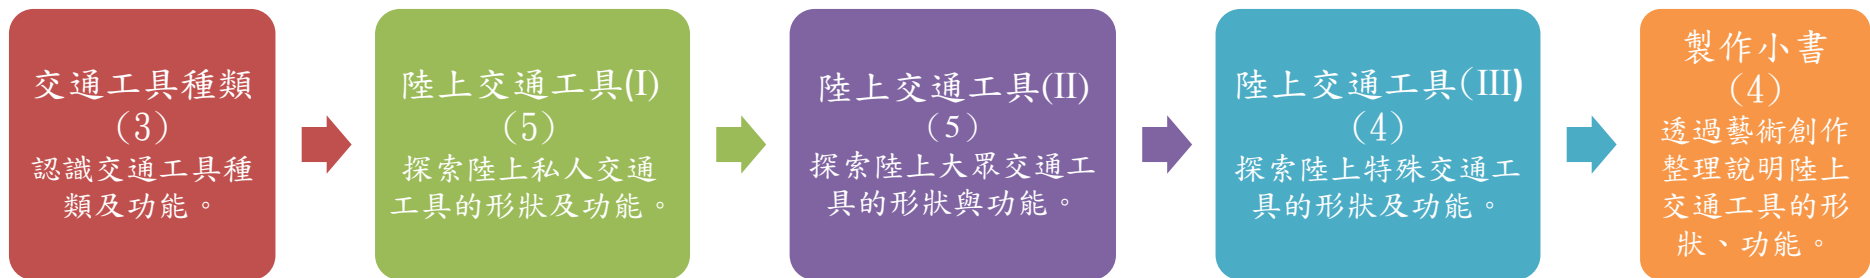 交通工具種類
（3）
認識交通工具種
類及功能。
陸上交通工具(I)
（5）
探索陸上私人交通
工具的形狀及功能。
陸上交通工具(II)
（5）
探索陸上大眾交通工
具的形狀與功能。
陸上交通工具（III)
（4）
探索陸上特殊交通工
具的形狀及功能。
製作小書
（4）
透過藝術創作
整理說明陸上
交通工具的形
狀、功能。